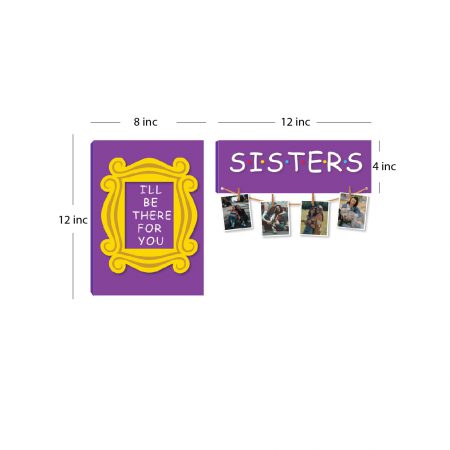 8 inc
12 inc
SISTERS
4 inc
12 inc
I'LL
BE
THERE
FOR
YOU